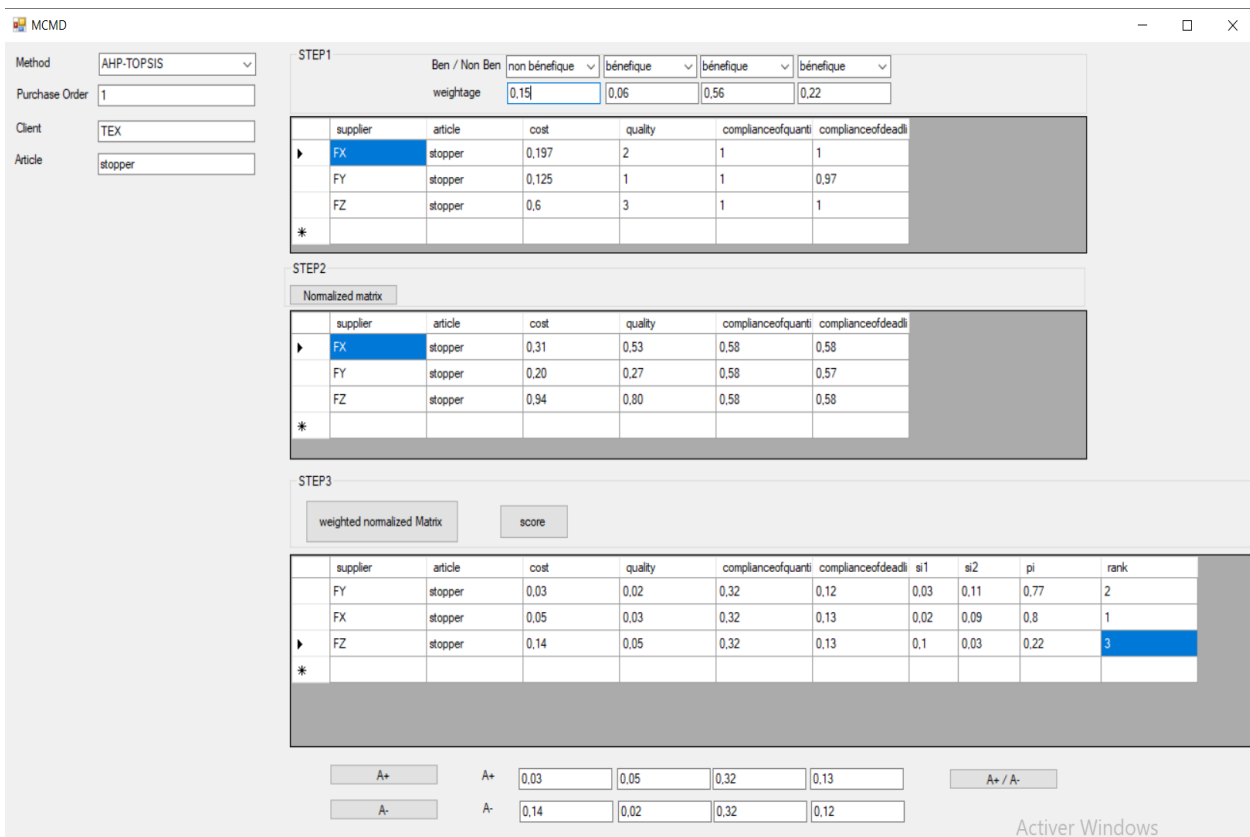 MCMD
Method AHP-TOPSIS
Purchase Order 1
Client TEX
Article stopper
STEP1
Ben / Non Ben non bénefique bénefique bénefique bénefique
weightage 0,15 0,06 0,56 0,22
supplier article cost quality complianceofquanti complianceofdeadli
FX stopper 0,197 2 1 1
FY stopper 0,125 1 1 0,97
FZ stopper 0,6 3 1 1
STEP2
Normalized matrix
supplier article cost quality complianceofquanti complianceofdeadli
FX stopper 0,31 0,53 0,58 0,58
FY stopper 0,20 0,27 0,58 0,57
FZ stopper 0,94 0,80 0,58 0,58
STEP3
weighted normalized Matrix score
supplier article cost quality complianceofquanti complianceofdeadli si1 si2 pi rank
FY stopper 0,03 0,02 0,32 0,12 0,03 0,11 0,77 2
FX stopper 0,05 0,03 0,32 0,13 0,02 0,09 0,8 1
FZ stopper 0,14 0,05 0,32 0,13 0,1 0,03 0,22 3
A+ A+ 0,03 0,05 0,32 0,13 A+ / A-
A- A- 0,14 0,02 0,32 0,12
Activer Windows